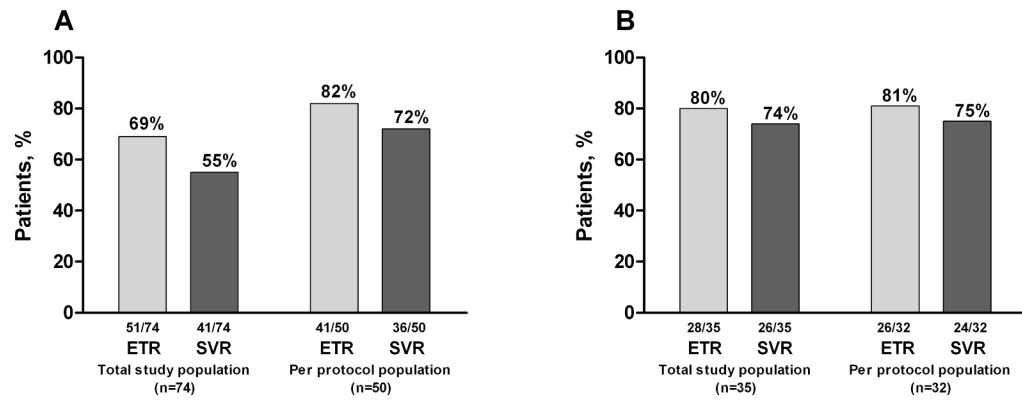 A
Patients, %
100
80
60
40
20
0
69%
55%
82%
72%
51/74 41/74 41/50 36/50
ETR SVR ETR SVR
Total study population Per protocol population
(n=74) (n=50)
B
Patients, %
100
80
60
40
20
0
80%
74%
81%
75%
28/35 26/35 26/32 24/32
ETR SVR ETR SVR
Total study population Per protocol population
(n=35) (n=32)